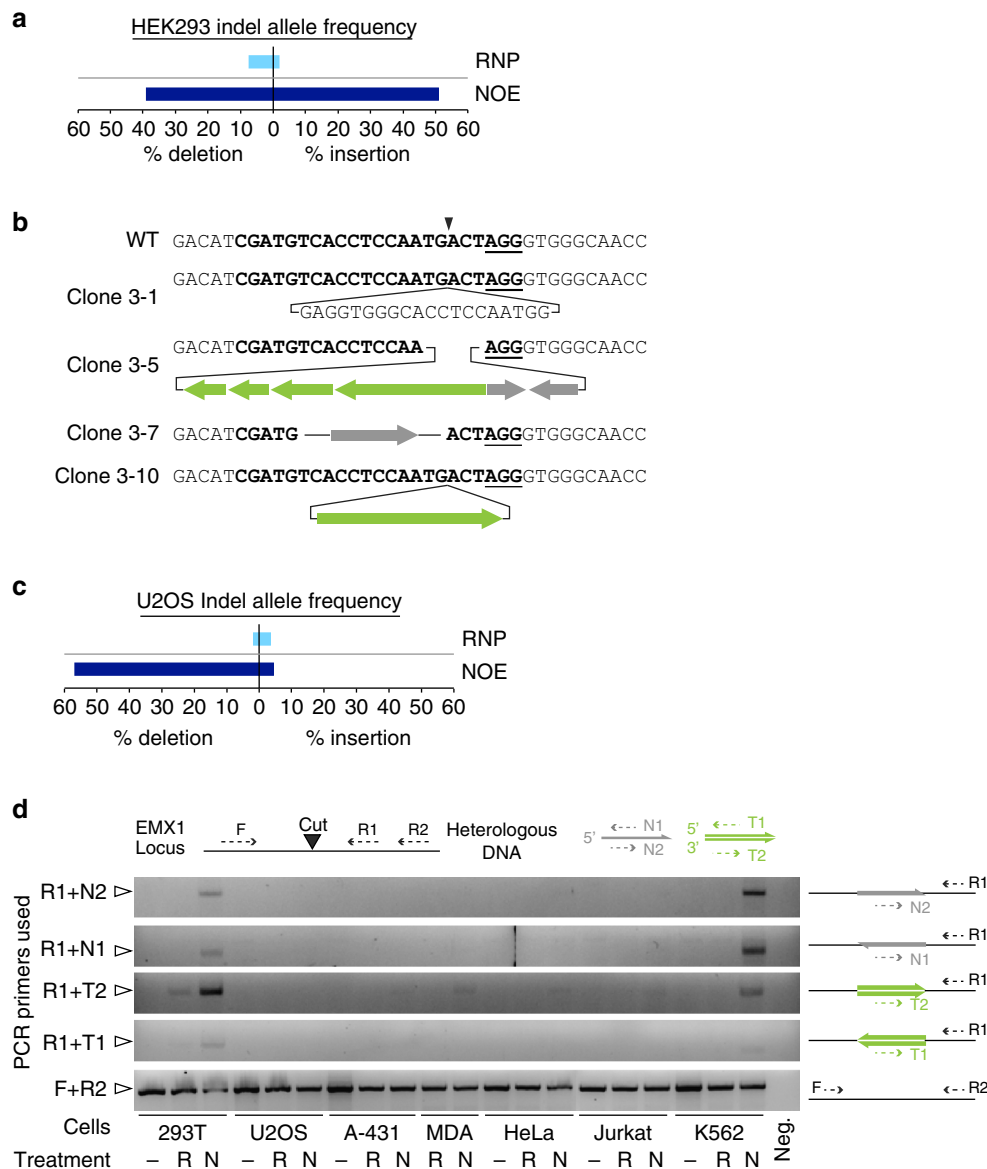 a
HEK293 indel allele frequency
RNP
NOE
60 50 40 30 20 10 0 10 20 30 40 50 60
% deletion % insertion
b
WT GACATCGATGTCACCTCCAATGACTAGGGTGGGCAACC
Clone 3-1 GACATCGATGTCACCTCCAATGACTAGGGTGGGCAACC
GAGGTGGGCACCTCCAATGG
Clone 3-5 GACATCGATGTCACCTCCAA AGGGTGGGCAACC
Clone 3-7 GACATCGATG ACTAGGGTGGGCAACC
Clone 3-10 GACATCGATGTCACCTCCAATGACTAGGGTGGGCAACC
c
U2OS Indel allele frequency
RNP
NOE
60 50 40 30 20 10 0 10 20 30 40 50 60
% deletion % insertion
d
EMX1 Locus F Cut R1 R2 Heterologous DNA 5' N1 N2 5' 3' T1 T2
PCR primers used
R1+N2 R1 N2
R1+N1 R1 N1
R1+T2 R1 T2
R1+T1 R1 T1
F+R2 F R2
Cells 293T U2OS A-431 MDA HeLa Jurkat K562 Neg.
Treatment – R N – R N – R N R N – R N – R N – R N